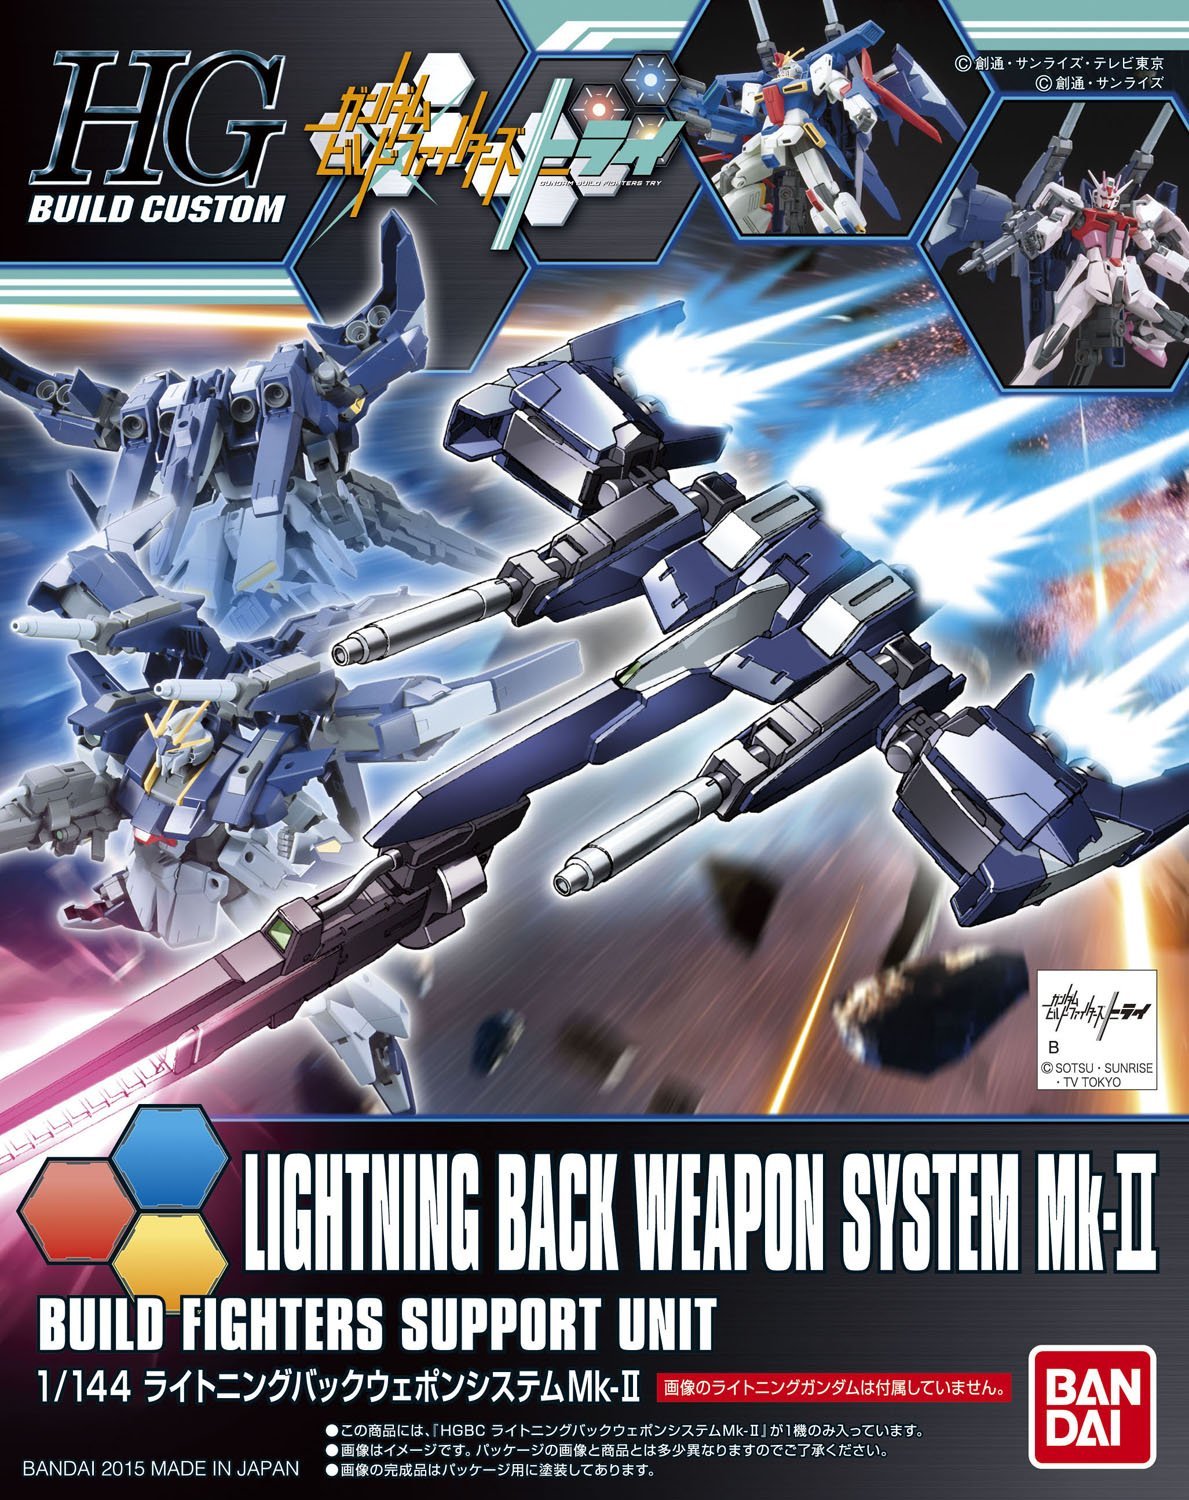 HG
BUILD CUSTOM
ガンダム
ビルドファイターズトライ
GUNDAM BUILD FIGHTERS TRY
©創通・サンライズ・テレビ東京
©創通・サンライズ
ガンダム
ビルドファイターズトライ
B
©SOTSU・SUNRISE
・TV TOKYO
LIGHTNING BACK WEAPON SYSTEM Mk-II
BUILD FIGHTERS SUPPORT UNIT
1/144 ライトニングバックウェポンシステムMk-II
画像のライトニングガンダムは付属していません。
●この商品には、『HGBC ライトニングバックウェポンシステムMk-II』が1機のみ入っています。
●画像はイメージです。パッケージの画像と商品とは多少異なりますのでご了承ください。
●画像の完成品はパッケージ用に塗装してあります。
BANDAI 2015 MADE IN JAPAN
BAN
DAI